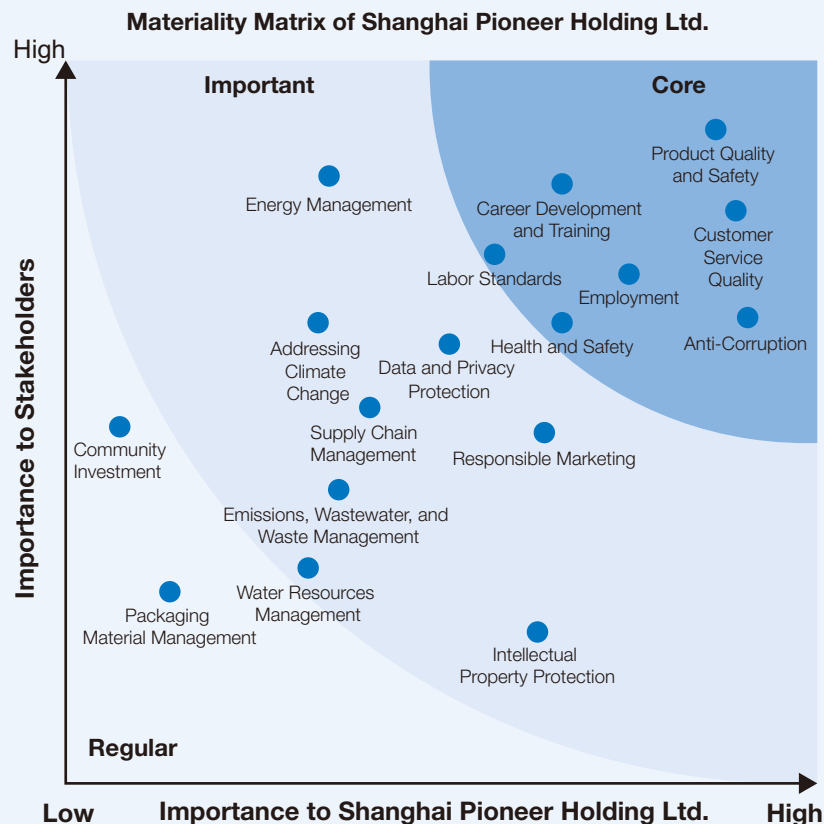 Materiality Matrix of Shanghai Pioneer Holding Ltd.
High
Important
Core
Product Quality
and Safety
Energy Management
Career Development
and Training
Customer
Service
Quality
Labor Standards
Employment
Addressing
Climate
Change
Data and Privacy
Protection
Health and Safety
Anti-Corruption
Supply Chain
Management
Community
Investment
Responsible Marketing
Emissions, Wastewater, and
Waste Management
Water Resources
Management
Packaging
Material Management
Intellectual
Property Protection
Regular
Importance to Stakeholders
Low
Importance to Shanghai Pioneer Holding Ltd.
High